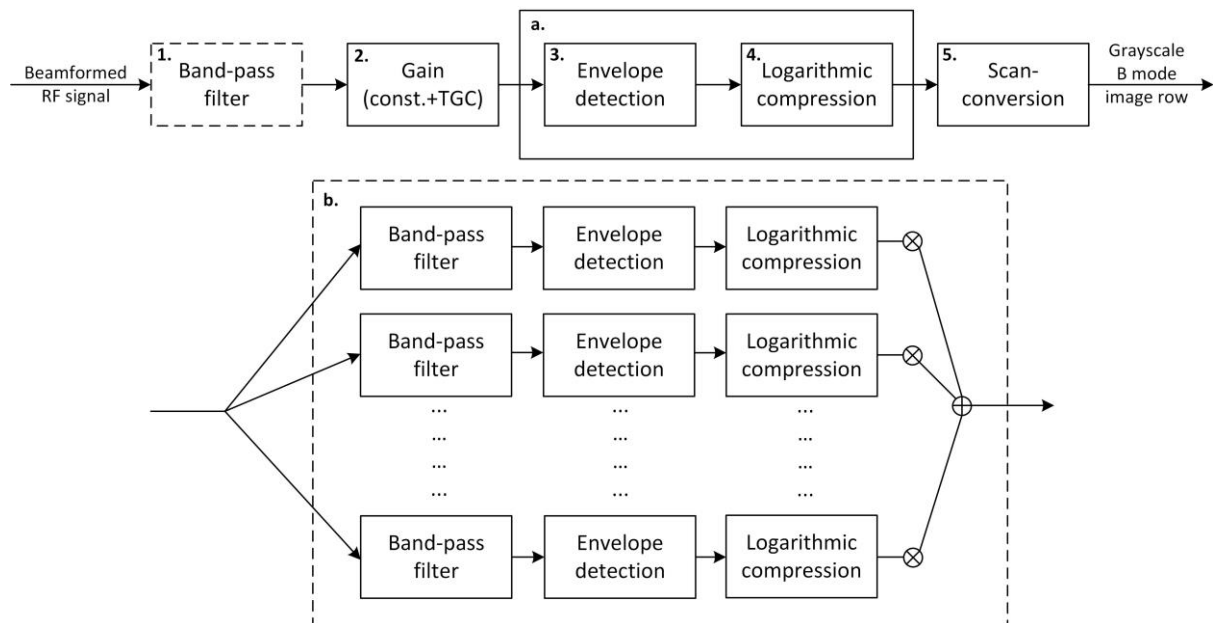 a.
1.
Band-pass
filter
2.
Gain
(const.+TGC)
3.
Envelope
detection
4.
Logarithmic
compression
5.
Scan-
conversion
Beamformed
RF signal
Grayscale
B mode
image row
b.
Band-pass
filter
Envelope
detection
Logarithmic
compression
Band-pass
filter
Envelope
detection
Logarithmic
compression
... ... ...
... ... ...
... ... ...
... ... ...
Band-pass
filter
Envelope
detection
Logarithmic
compression